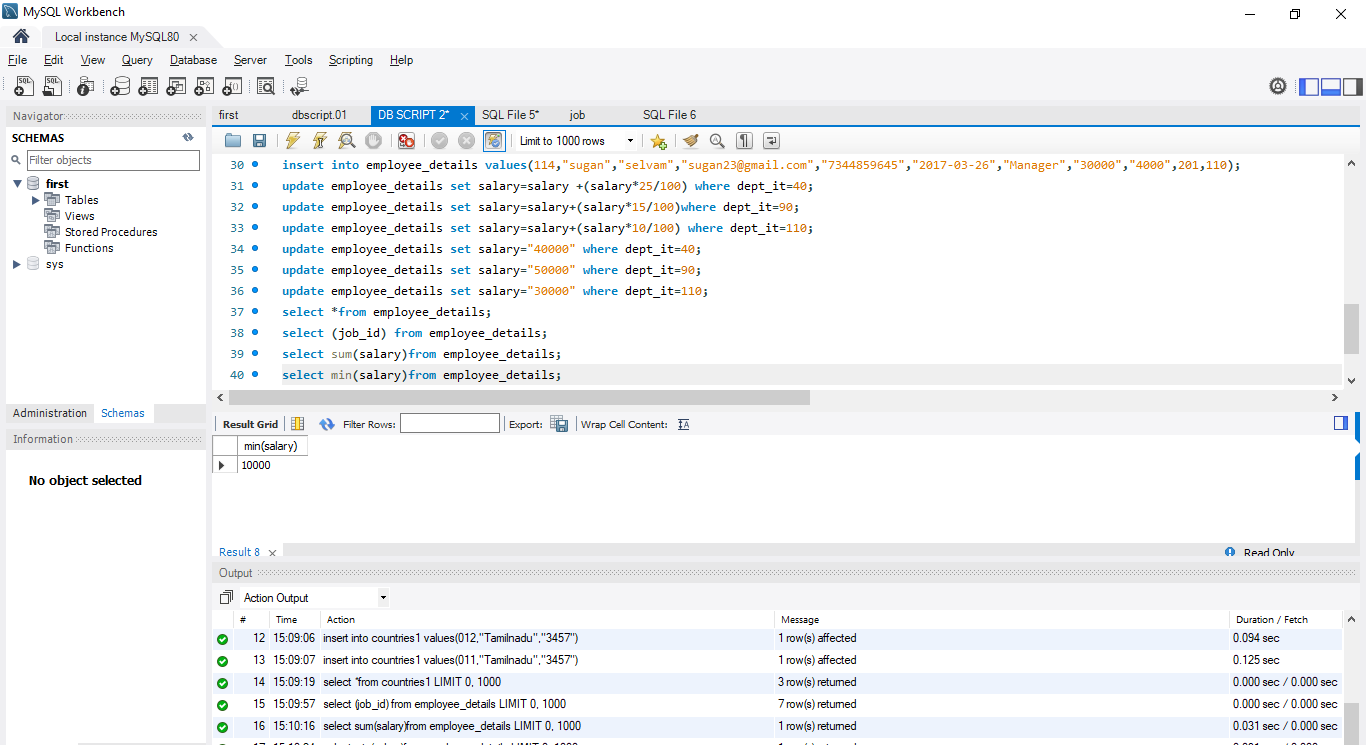 MySQL Workbench
Local instance MySQL80
File Edit View Query Database Server Tools Scripting Help
Navigator
SCHEMAS
Filter objects
first
Tables
Views
Stored Procedures
Functions
sys
Administration Schemas
Information
No object selected
first dbscript.01 DB SCRIPT 2* SQL File 5* job SQL File 6
Limit to 1000 rows
30 insert into employee_details values(114,"sugan","selvam","sugan23@gmail.com","7344859645","2017-03-26","Manager","30000","4000",201,110);
31 update employee_details set salary=salary +(salary*25/100) where dept_it=40;
32 update employee_details set salary=salary+(salary*15/100)where dept_it=90;
33 update employee_details set salary=salary+(salary*10/100) where dept_it=110;
34 update employee_details set salary="40000" where dept_it=40;
35 update employee_details set salary="50000" where dept_it=90;
36 update employee_details set salary="30000" where dept_it=110;
37 select *from employee_details;
38 select (job_id) from employee_details;
39 select sum(salary)from employee_details;
40 select min(salary)from employee_details;
Result Grid Filter Rows: Export: Wrap Cell Content:
min(salary)
10000
Result 8 Read Only
Output
Action Output
# Time Action Message Duration / Fetch
12 15:09:06 insert into countries1 values(012,"Tamilnadu","3457") 1 row(s) affected 0.094 sec
13 15:09:07 insert into countries1 values(011,"Tamilnadu","3457") 1 row(s) affected 0.125 sec
14 15:09:19 select *from countries1 LIMIT 0, 1000 3 row(s) returned 0.000 sec / 0.000 sec
15 15:09:57 select (job_id) from employee_details LIMIT 0, 1000 7 row(s) returned 0.000 sec / 0.000 sec
16 15:10:16 select sum(salary)from employee_details LIMIT 0, 1000 1 row(s) returned 0.031 sec / 0.000 sec